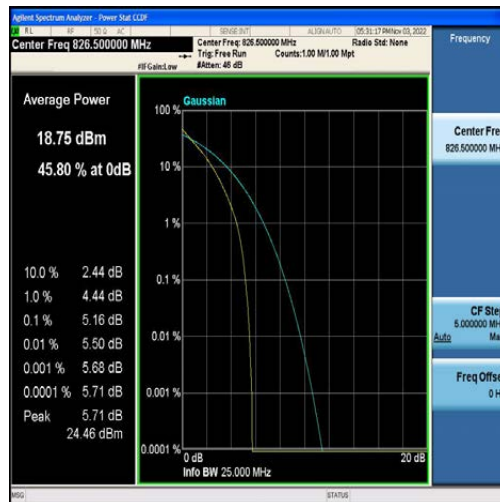 Agilent Spectrum Analyzer - Power Stat CCDF
RL RF 50 Ω AC SENSE:INT ALIGNAUTO 05:31:17 PM Nov 03, 2022
Center Freq 826.500000 MHz
Center Freq: 826.500000 MHz Radio Std: None
Trig: Free Run Counts:1.00 M/1.00 Mpt
#IFGain:Low #Atten: 46 dB
Frequency
Average Power
18.75 dBm
45.80 % at 0dB
10.0 % 2.44 dB
1.0 % 4.44 dB
0.1 % 5.16 dB
0.01 % 5.50 dB
0.001 % 5.68 dB
0.0001 % 5.71 dB
Peak 5.71 dB
24.46 dBm
Gaussian
100 %
10 %
1 %
0.1 %
0.01 %
0.001 %
0.0001 %
0 dB 20 dB
Info BW 25.000 MHz
Center Fre
826.500000 MH
CF Ste
5.000000 MH
Auto Ma
Freq Offse
0 H
MSG STATUS